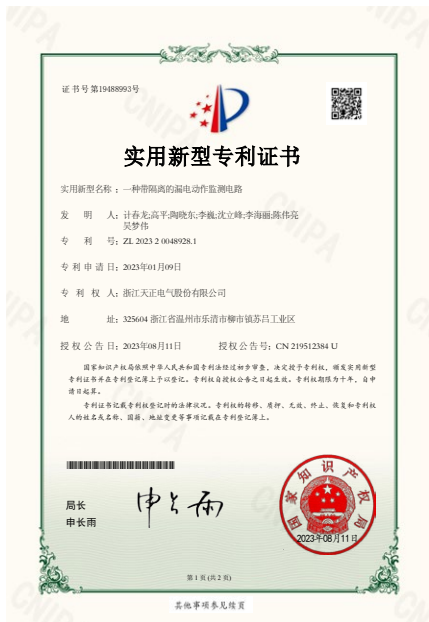 证书号第19488993号
实用新型专利证书
实用新型名称：一种带隔离的漏电动作监测电路
发明人：计春龙;高平;陶晓东;李巍;沈立峰;李海丽;陈伟亮
吴梦伟
专利号：ZL 2023 2 0048928.1
专利申请日：2023年01月09日
专利权人：浙江天正电气股份有限公司
地址：325604 浙江省温州市乐清市柳市镇苏吕工业区
授权公告日：2023年08月11日 授权公告号：CN 219512384 U
国家知识产权局依照中华人民共和国专利法经过初步审查，决定授予专利权，颁发实用新型
专利证书并在专利登记簿上予以登记。专利权自授权公告之日起生效。专利权期限为十年，自申
请日起算。
专利证书记载专利权登记时的法律状况。专利权的转移、质押、无效、终止、恢复和专利权
人的姓名或名称、国籍、地址变更等事项记载在专利登记簿上。
局长
申长雨
申长雨
国家知识产权局
2023年08月11日
第 1 页 (共 2 页)
其他事项参见续页
CNIPA